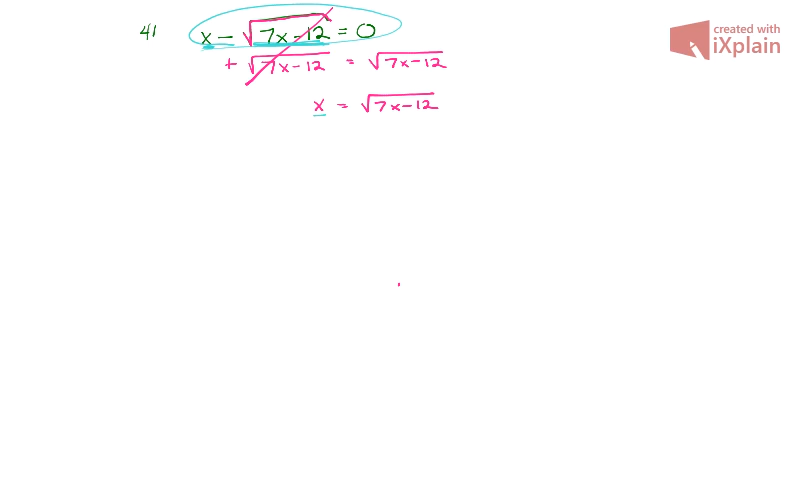 41 x - √7x-12 = 0
+ √7x-12 = √7x-12
x = √7x-12
created with
iXplain